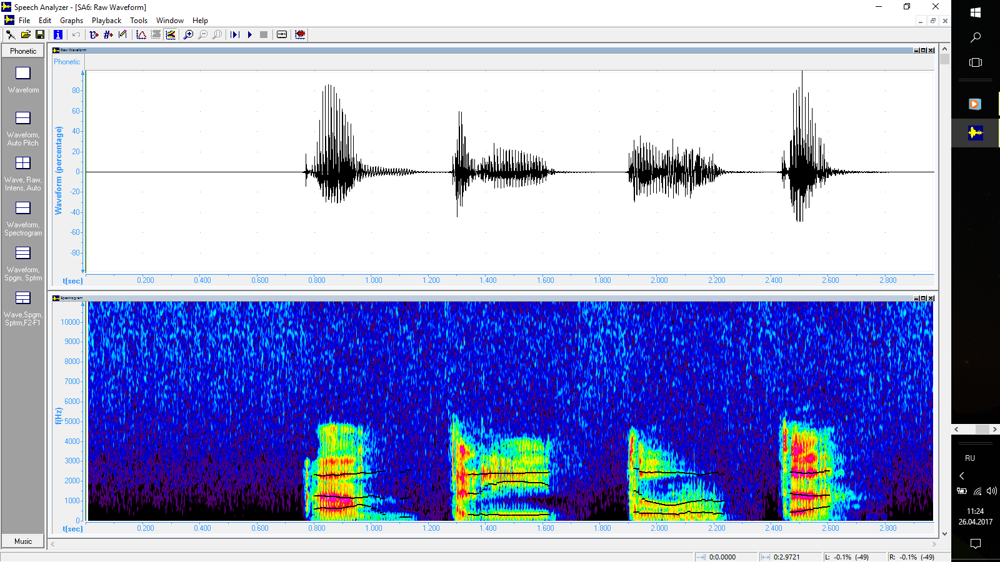 Speech Analyzer - [SA6: Raw Waveform]
File Edit Graphs Playback Tools Window Help
Phonetic
Waveform
Waveform,
Auto Pitch
Wave, Raw,
Intens, Auto
Waveform,
Spectrogram
Waveform,
Spgm, Sptrm
Wave,Spgm,
Sptrm,F2-F1
Music
Raw Waveform
Phonetic
Waveform (percentage)
80
60
40
20
0
-20
-40
-60
-80
t(sec) 0.200 0.400 0.600 0.800 1.000 1.200 1.400 1.600 1.800 2.000 2.200 2.400 2.600 2.800
Spectrogram
f(Hz)
10000
9000
8000
7000
6000
5000
4000
3000
2000
1000
0
t(sec) 0.200 0.400 0.600 0.800 1.000 1.200 1.400 1.600 1.800 2.000 2.200 2.400 2.600 2.800
0:0.0000 0:2.9721 L: -0.1% (-49) R: -0.1% (-49)
RU
11:24
26.04.2017